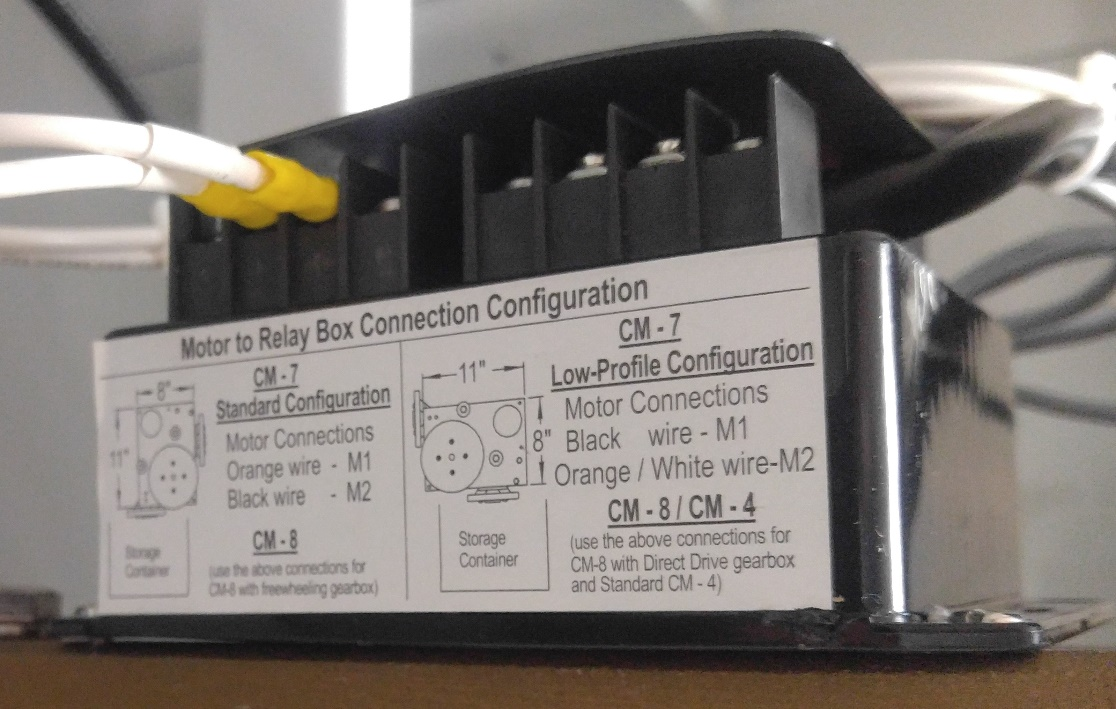 Motor to Relay Box Connection Configuration
CM - 7
Standard Configuration
8"
11"
Motor Connections
Orange wire - M1
Black wire - M2
CM - 8
(use the above connections for
CM-8 with freewheeling gearbox)
Storage
Container
CM - 7
Low-Profile Configuration
11"
8"
Motor Connections
Black wire - M1
Orange / White wire-M2
CM - 8 / CM - 4
(use the above connections for
CM-8 with Direct Drive gearbox
and Standard CM - 4)
Storage
Container